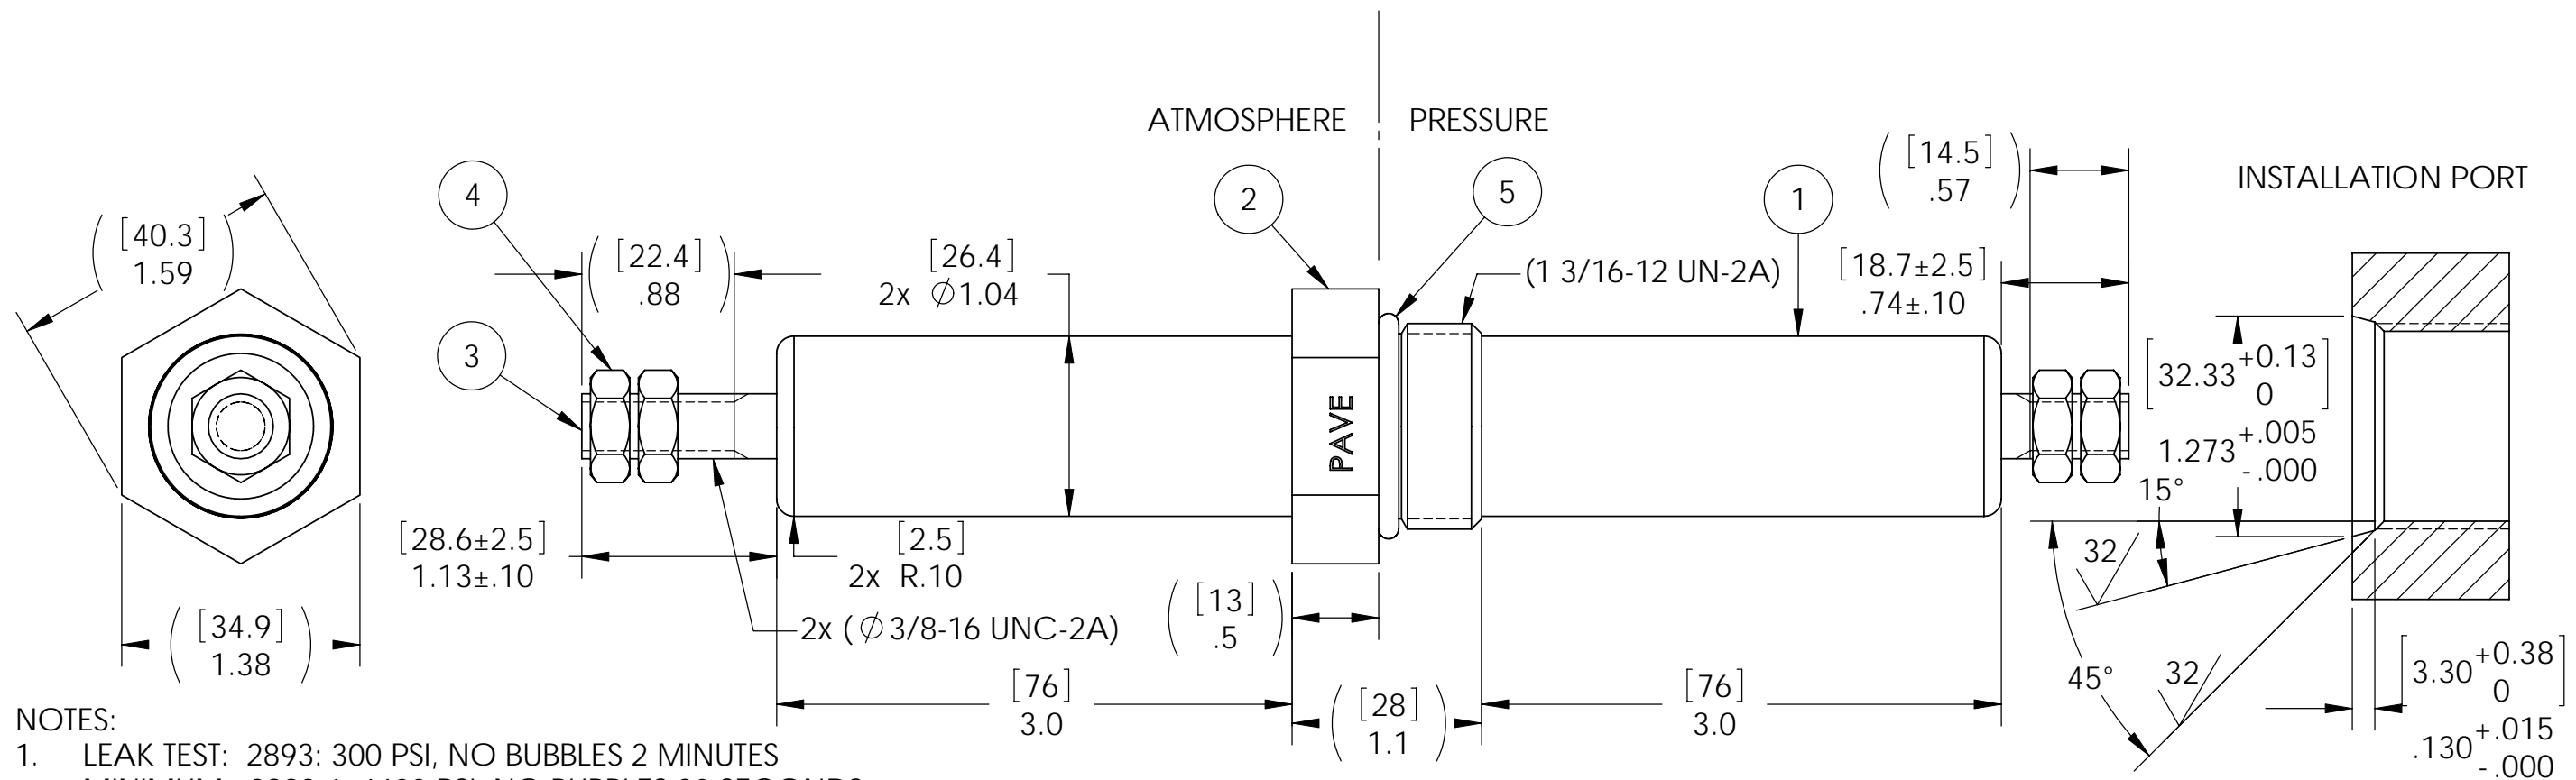 ATMOSPHERE PRESSURE
INSTALLATION PORT
[40.3]
1.59
4
3
[22.4]
.88
[26.4]
2x ∅1.04
2
5
1
(1 3/16-12 UN-2A)
[14.5]
.57
[18.7±2.5]
.74±.10
PAVE
[32.33 +0.13 0]
1.273 +.005 -.000
15°
32
45°
32
[3.30 +0.38 0]
.130 +.015 -.000
[28.6±2.5]
1.13±.10
[2.5]
2x R.10
2x (∅3/8-16 UNC-2A)
[13]
.5
[34.9]
1.38
[76]
3.0
[28]
1.1
[76]
3.0
NOTES:
1. LEAK TEST: 2893: 300 PSI, NO BUBBLES 2 MINUTES